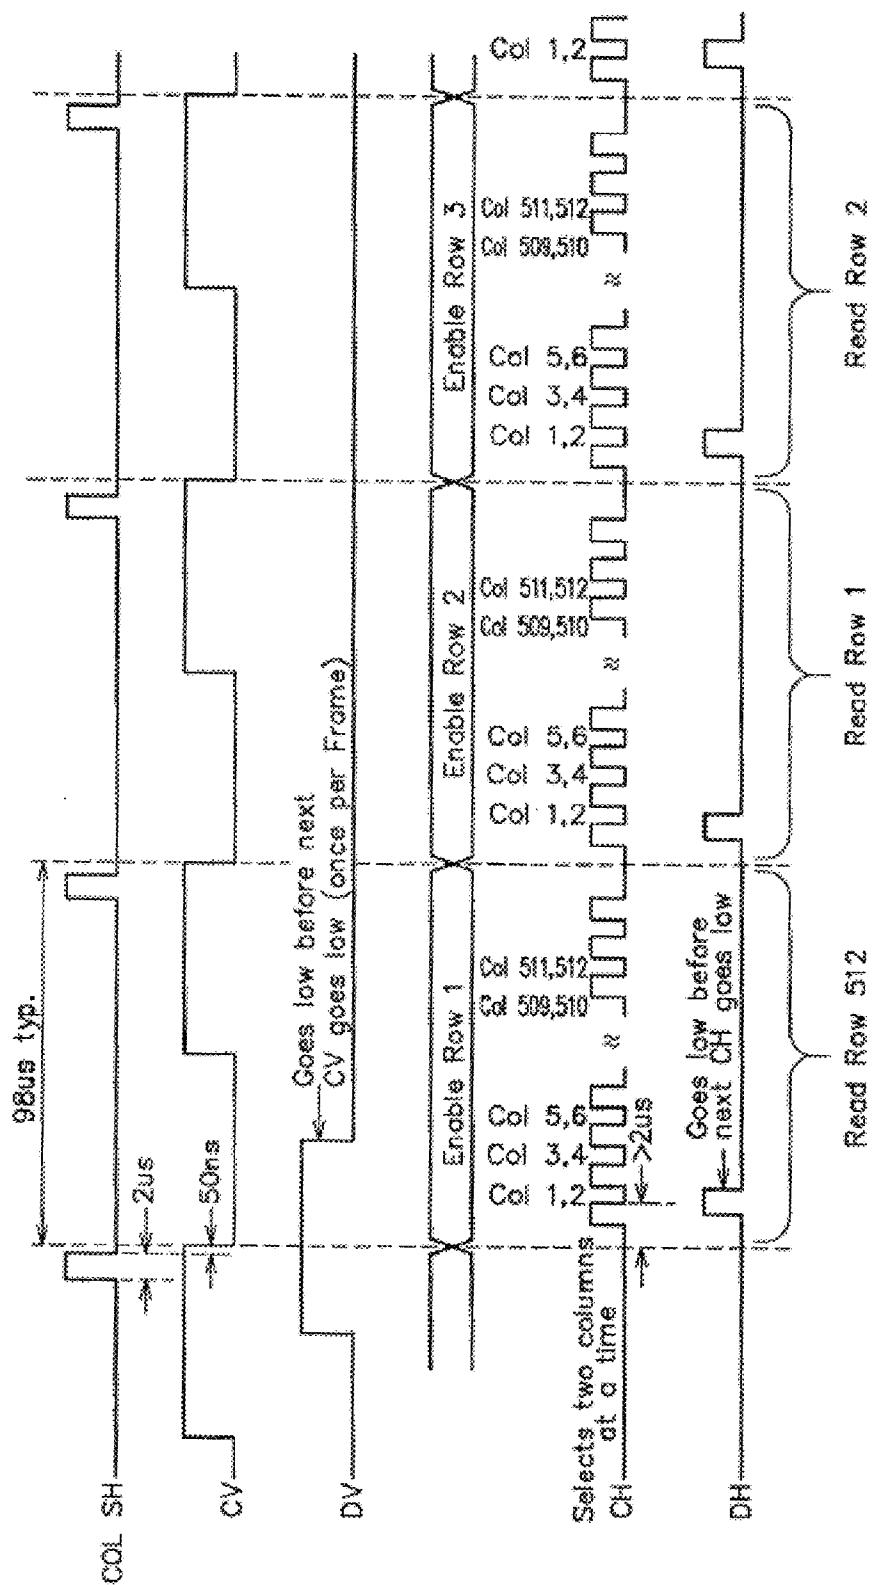 98us typ.
COL SH
2us
CV
50ns
DV
Goes low before next
CV goes low (once per Frame)
Enable Row 1
Enable Row 2
Enable Row 3
Selects two columns
at a time
CH
Col 1,2
Col 3,4
Col 5,6
≈
Col 509,510
Col 511,512
Col 1,2
Col 3,4
Col 5,6
≈
Col 509,510
Col 511,512
Col 1,2
Col 3,4
Col 5,6
≈
Col 509,510
Col 511,512
Col 1,2
>2us
DH
Goes low before
next CH goes low
Read Row 512
Read Row 1
Read Row 2